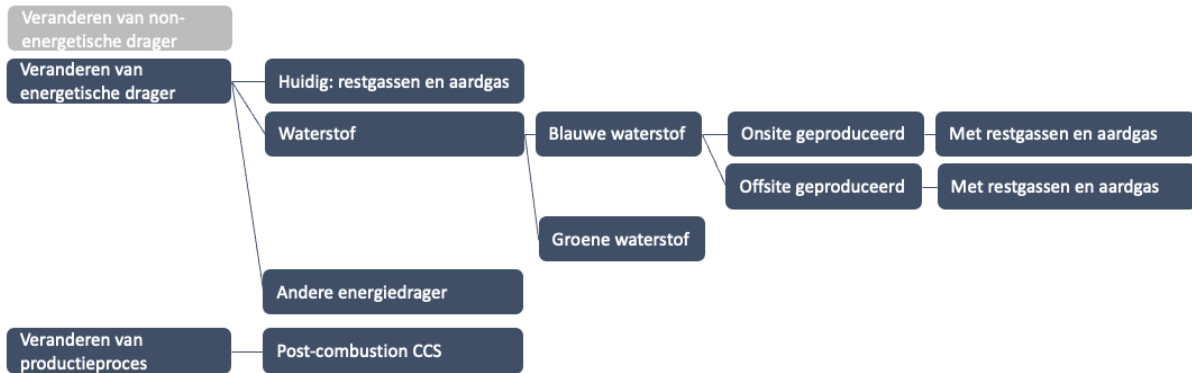 Veranderen van non-
energetische drager
Veranderen van
energetische drager
Huidig: restgassen en aardgas
Waterstof
Blauwe waterstof
Onsite geproduceerd
Met restgassen en aardgas
Offsite geproduceerd
Met restgassen en aardgas
Groene waterstof
Andere energiedrager
Veranderen van
productieproces
Post-combustion CCS